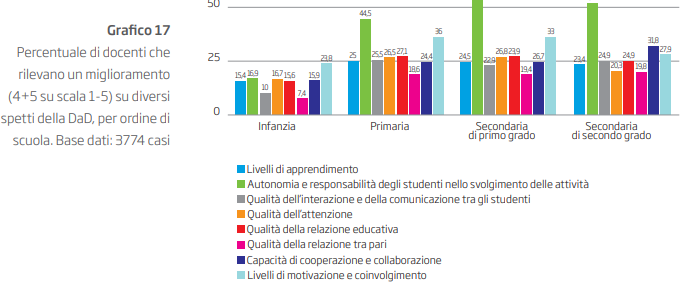 Grafico 17
Percentuale di docenti che
rilevano un miglioramento
(4+5 su scala 1-5) su diversi
spetti della DaD, per ordine di
scuola. Base dati: 3774 casi
50
25
0
15,4 16,9 10 16,7 15,6 7,4 15,9 23,8
25 44,5 25,5 26,5 27,1 18,6 24,4 36
24,5 22,9 26,8 23,9 19,4 26,7 33
23,4 24,9 20,3 24,9 19,8 31,8 27,9
Infanzia
Primaria
Secondaria
di primo grado
Secondaria
di secondo grado
Livelli di apprendimento
Autonomia e responsabilità degli studenti nello svolgimento delle attività
Qualità dell'interazione e della comunicazione tra gli studenti
Qualità dell'attenzione
Qualità della relazione educativa
Qualità della relazione tra pari
Capacità di cooperazione e collaborazione
Livelli di motivazione e coinvolgimento